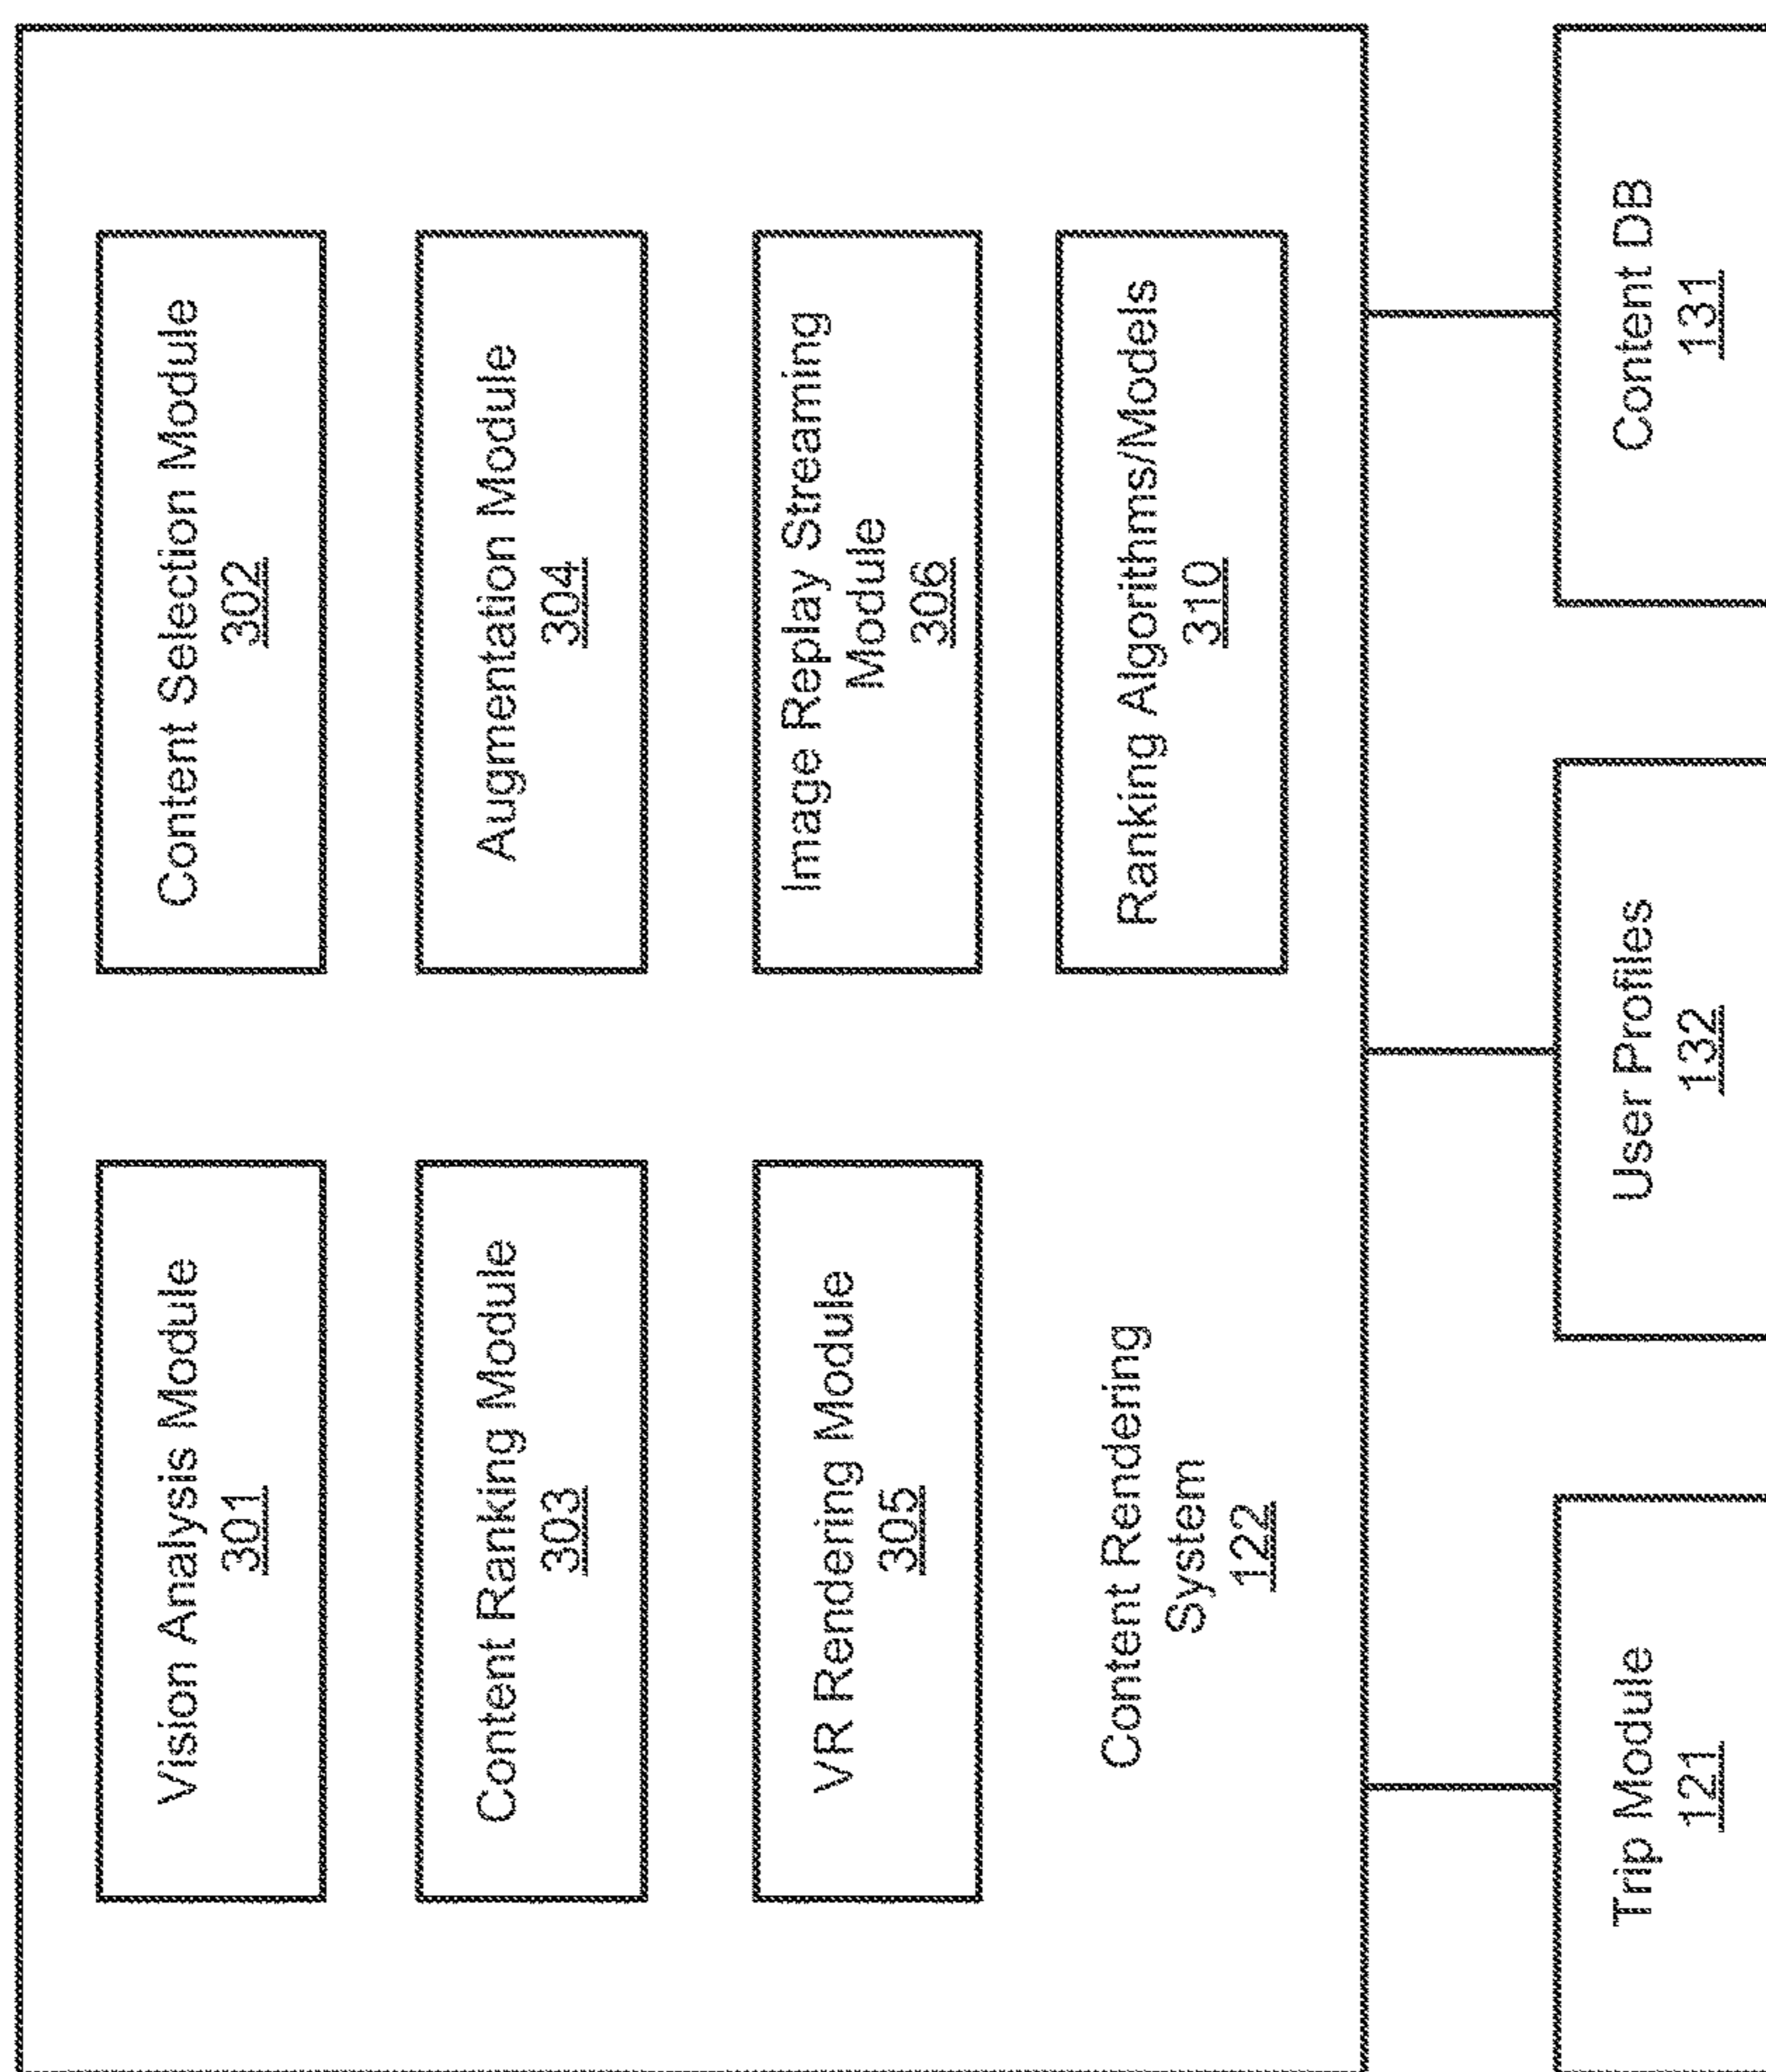 Vision Analysis Module
301
Content Selection Module
302
Content Ranking Module
303
Augmentation Module
304
VR Rendering Module
305
Image Replay Streaming
Module
306
Content Rendering
System
122
Ranking Algorithms/Models
310
Trip Module
121
User Profiles
132
Content DB
131